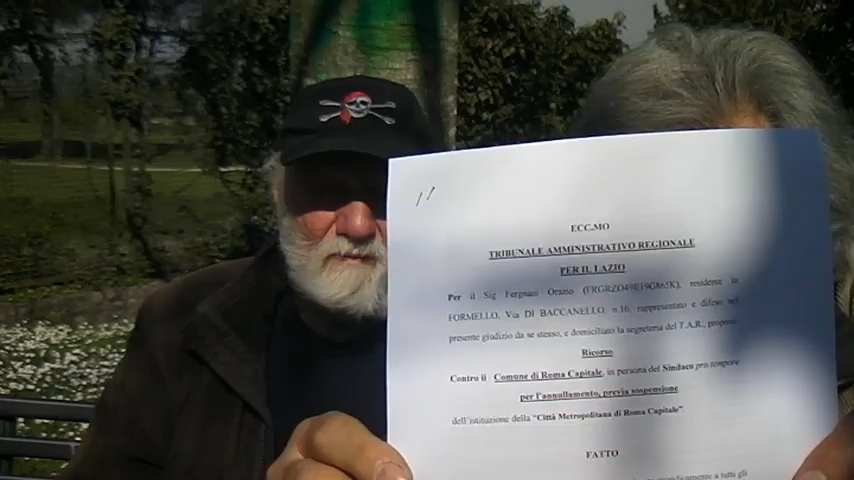 ECC.MO
TRIBUNALE AMMINISTRATIVO REGIONALE
PER IL LAZIO
Per il Sig Fergnani Orazio (FRGRZO49E19G865K), residente in
FORMELLO, Via DI BACCANELLO, n.16, rappresentato e difeso nel
presente giudizio da se stesso, e domiciliato la segreteria del T.A.R., propone
Ricorso
Contro il Comune di Roma Capitale, in persona del Sindaco pro tempore
per l'annullamento, previa sospensione
dell'istituzione della "Città Metropolitana di Roma Capitale".
FATTO
a tutti gli